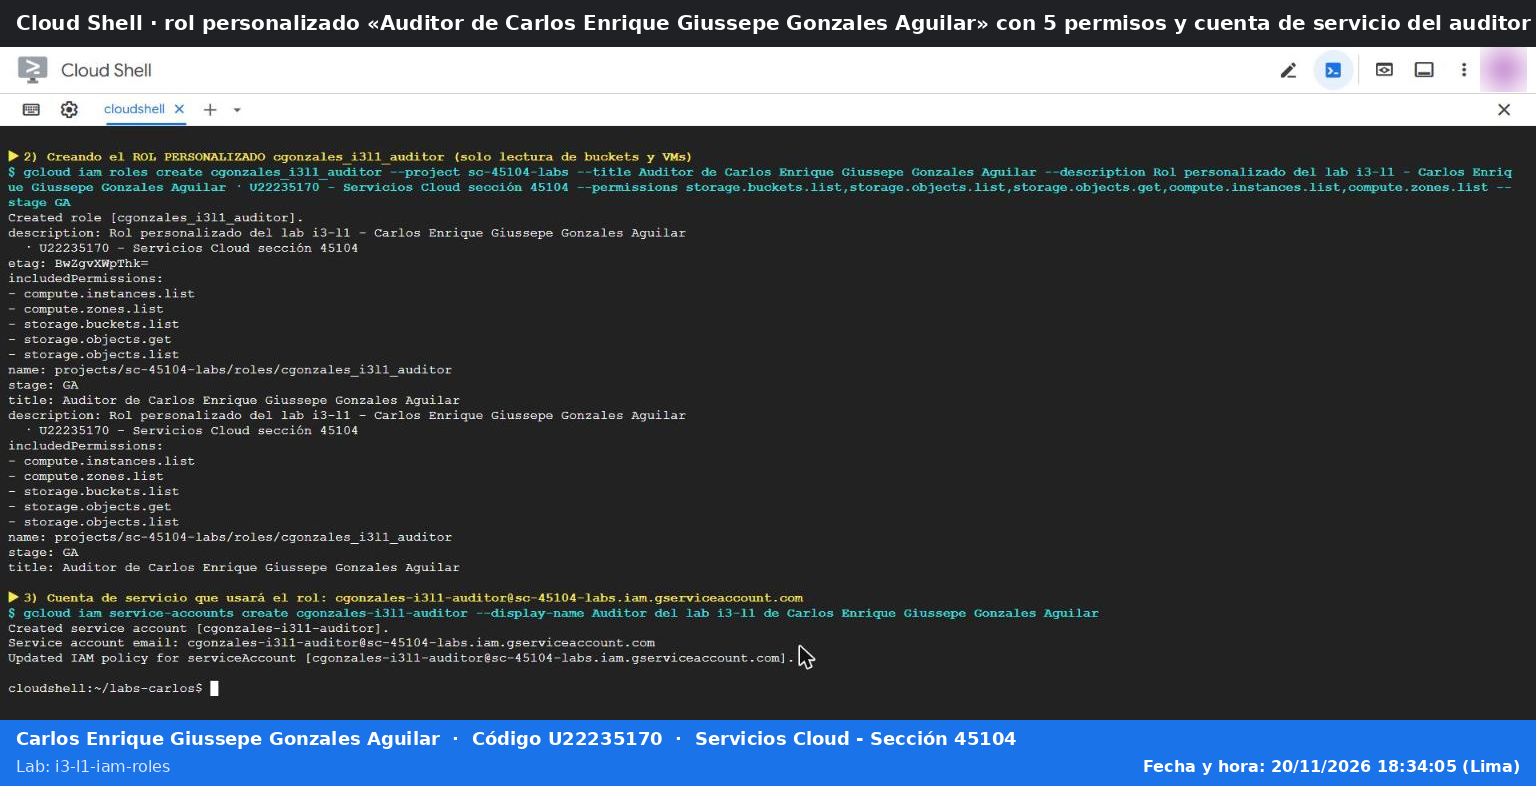 Cloud Shell · rol personalizado «Auditor de Carlos Enrique Giussepe Gonzales Aguilar» con 5 permisos y cuenta de servicio del auditor
Cloud Shell
cloudshell
2) Creando el ROL PERSONALIZADO cgonzales_i3l1_auditor (solo lectura de buckets y VMs)
$ gcloud iam roles create cgonzales_i3l1_auditor --project sc-45104-labs --title Auditor de Carlos Enrique Giussepe Gonzales Aguilar --description Rol personalizado del lab i3-l1 - Carlos Enriq
ue Giussepe Gonzales Aguilar · U22235170 - Servicios Cloud sección 45104 --permissions storage.buckets.list,storage.objects.list,storage.objects.get,compute.instances.list,compute.zones.list --
stage GA
Created role [cgonzales_i3l1_auditor].
description: Rol personalizado del lab i3-l1 - Carlos Enrique Giussepe Gonzales Aguilar
· U22235170 - Servicios Cloud sección 45104
etag: BwZgvXWpThk=
includedPermissions:
- compute.instances.list
- compute.zones.list
- storage.buckets.list
- storage.objects.get
- storage.objects.list
name: projects/sc-45104-labs/roles/cgonzales_i3l1_auditor
stage: GA
title: Auditor de Carlos Enrique Giussepe Gonzales Aguilar
description: Rol personalizado del lab i3-l1 - Carlos Enrique Giussepe Gonzales Aguilar
· U22235170 - Servicios Cloud sección 45104
includedPermissions:
- compute.instances.list
- compute.zones.list
- storage.buckets.list
- storage.objects.get
- storage.objects.list
name: projects/sc-45104-labs/roles/cgonzales_i3l1_auditor
stage: GA
title: Auditor de Carlos Enrique Giussepe Gonzales Aguilar
3) Cuenta de servicio que usará el rol: cgonzales-i3l1-auditor@sc-45104-labs.iam.gserviceaccount.com
$ gcloud iam service-accounts create cgonzales-i3l1-auditor --display-name Auditor del lab i3-l1 de Carlos Enrique Giussepe Gonzales Aguilar
Created service account [cgonzales-i3l1-auditor].
Service account email: cgonzales-i3l1-auditor@sc-45104-labs.iam.gserviceaccount.com
Updated IAM policy for serviceAccount [cgonzales-i3l1-auditor@sc-45104-labs.iam.gserviceaccount.com].
cloudshell:~/labs-carlos$
Carlos Enrique Giussepe Gonzales Aguilar · Código U22235170 · Servicios Cloud - Sección 45104
Lab: i3-l1-iam-roles
Fecha y hora: 20/11/2026 18:34:05 (Lima)